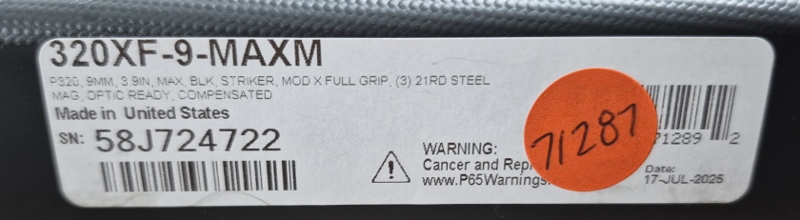 320XF-9-MAXM
P320, 9MM, 3.9IN, MAX, BLK, STRIKER, MOD X FULL GRIP, (3) 21RD STEEL
MAG, OPTIC READY, COMPENSATED
Made in United States
SN: 58J724722
WARNING:
Cancer and Rep
www.P65Warnings.
71287
71289 2
Date:
17-JUL-2025